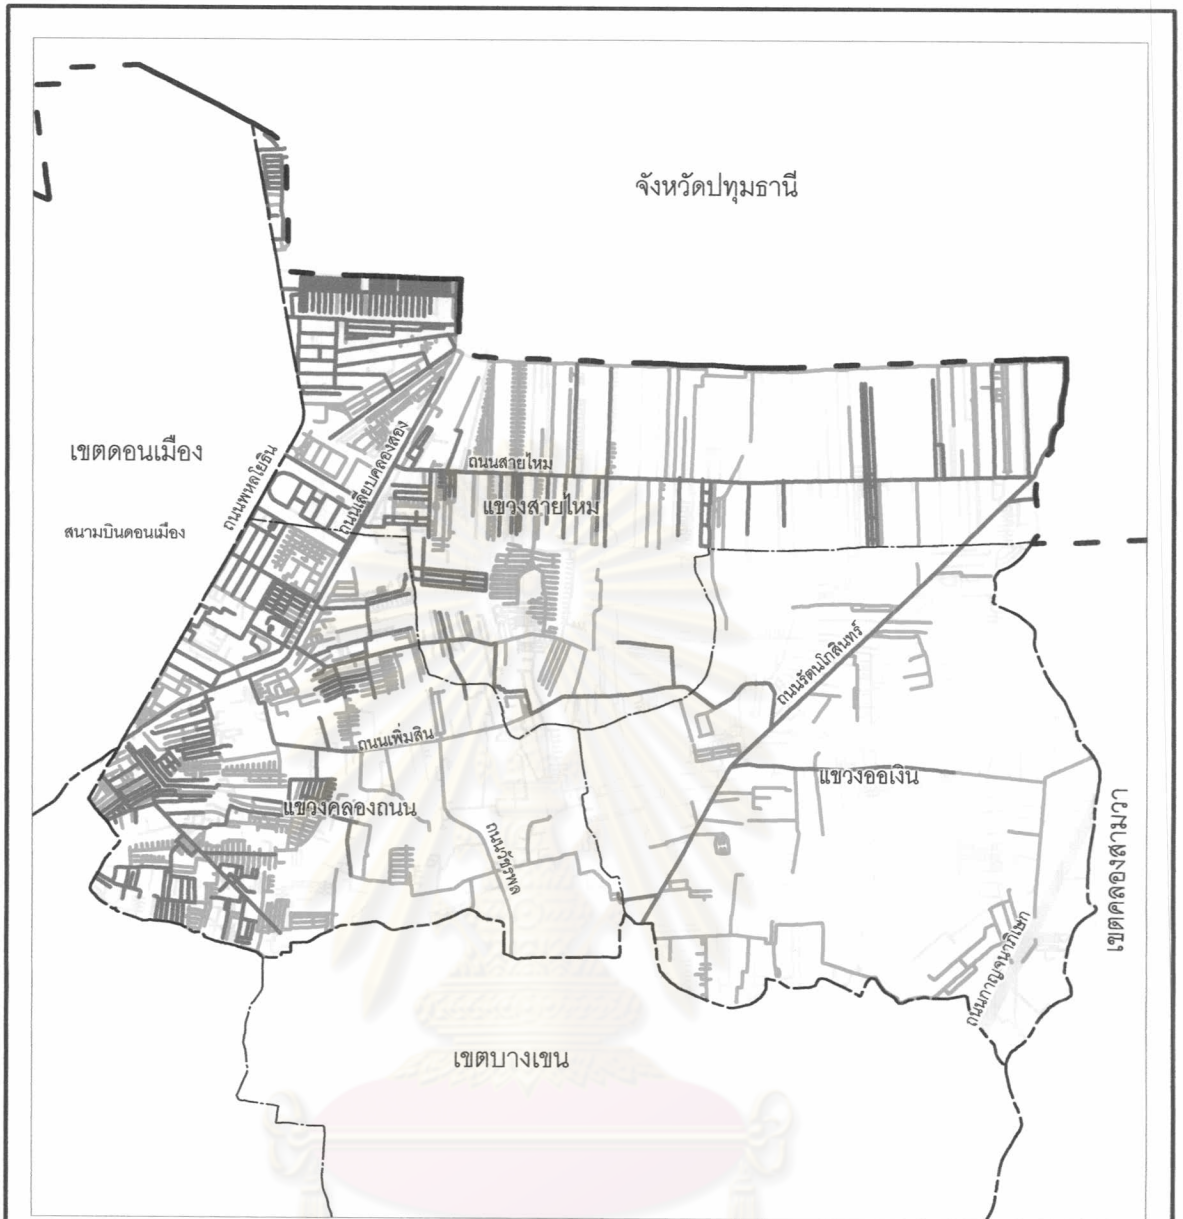 จังหวัดปทุมธานี
เขตดอนเมือง
ถนนพหลโยธิน
ถนนเลียบคลองสอง
ถนนสายไหม
แขวงสายไหม
สนามบินดอนเมือง
ถนนรัตนโกสินทร์
ถนนเพิ่มสิน
แขวงออเงิน
แขวงคลองถนน
ถนนวัชรพล
เขตคลองสามวา
ถนนกาญจนาภิเษก
เขตบางเขน